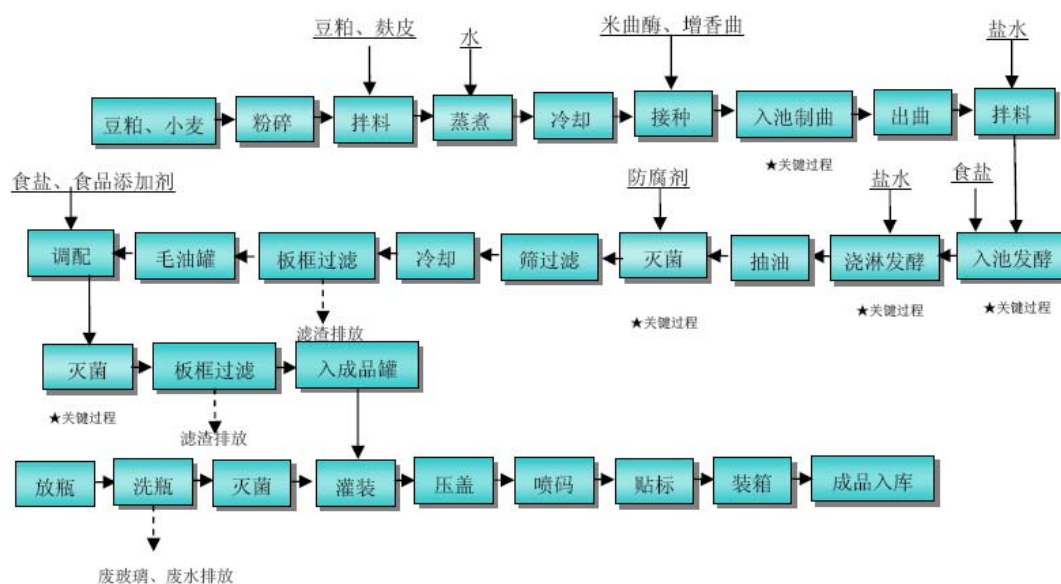 豆粕、麸皮
水
米曲酶、增香曲
盐水
豆粕、小麦
粉碎
拌料
蒸煮
冷却
接种
入池制曲
出曲
拌料
★关键过程
食盐、食品添加剂
防腐剂
盐水
食盐
调配
毛油罐
板框过滤
冷却
筛过滤
灭菌
抽油
浇淋发酵
入池发酵
滤渣排放
★关键过程
★关键过程
★关键过程
灭菌
板框过滤
入成品罐
★关键过程
滤渣排放
放瓶
洗瓶
灭菌
灌装
压盖
喷码
贴标
装箱
成品入库
废玻璃、废水排放